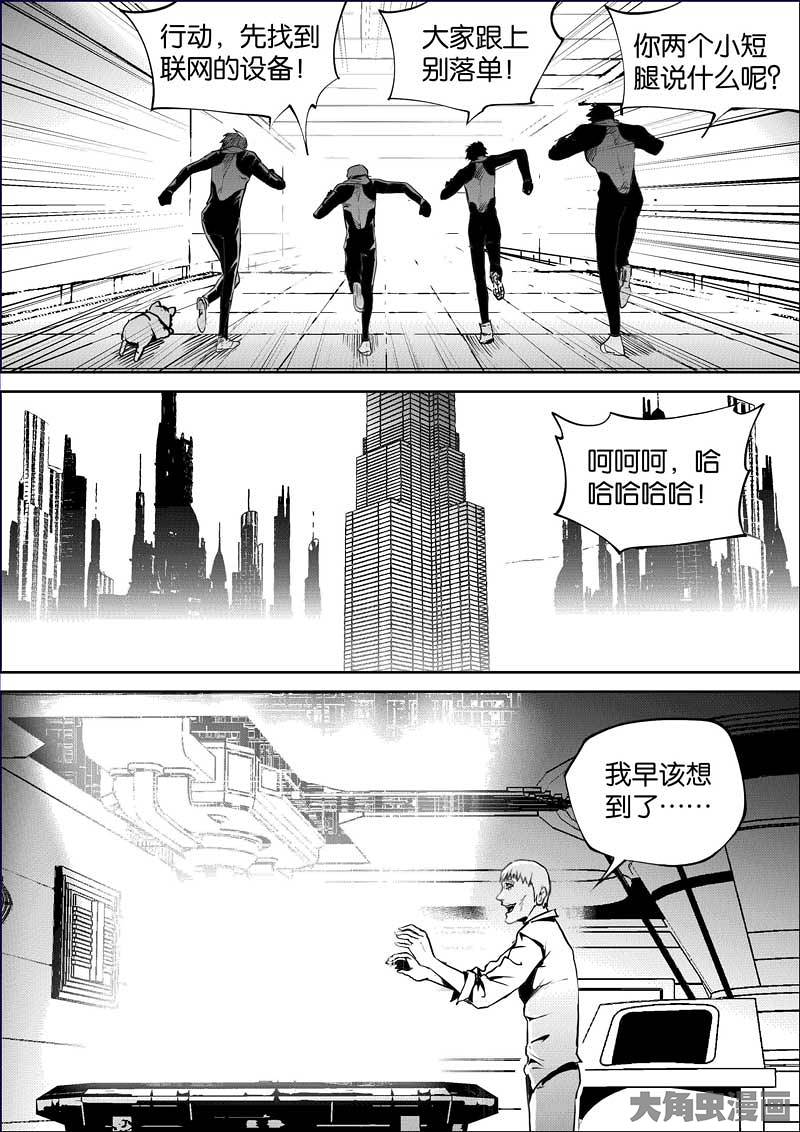 行动，先找到
联网的设备！
大家跟上
别落单！
你两个小短
腿说什么呢？
呵呵呵，哈
哈哈哈哈！
我早该想
到了……
大角虫漫画